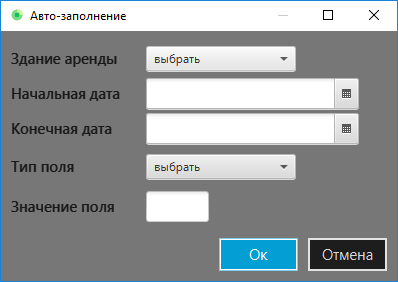 Авто-заполнение
Здание аренды выбрать
Начальная дата
Конечная дата
Тип поля выбрать
Значение поля
Ок Отмена